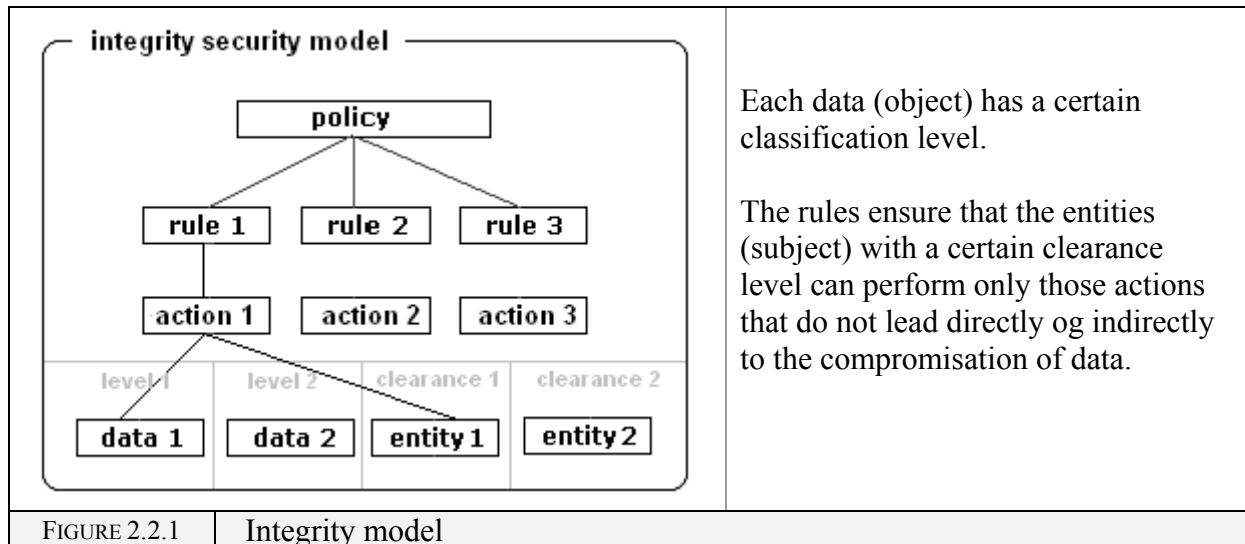 integrity security model
policy
rule 1 rule 2 rule 3
action 1 action 2 action 3
level 1 level 2 clearance 1 clearance 2
data 1 data 2 entity 1 entity 2
Each data (object) has a certain
classification level.
The rules ensure that the entities
(subject) with a certain clearance
level can perform only those actions
that do not lead directly og indirectly
to the compromisation of data.
FIGURE 2.2.1 Integrity model